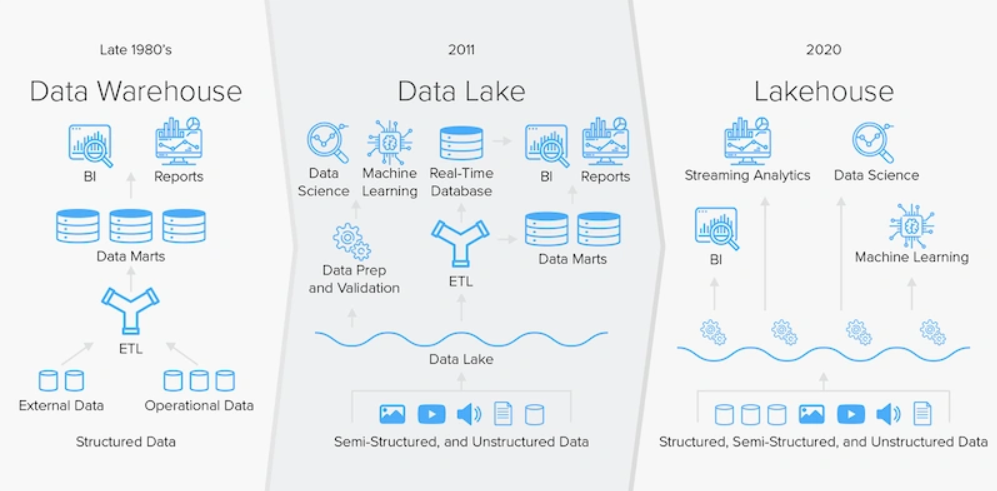 Late 1980's
Data Warehouse
BI
Reports
Data Marts
ETL
External Data
Operational Data
Structured Data
2011
Data Lake
Data
Science
Machine
Learning
Real-Time
Database
BI
Reports
Data Prep
and Validation
ETL
Data Marts
Data Lake
Semi-Structured, and Unstructured Data
2020
Lakehouse
Streaming Analytics
Data Science
BI
Machine Learning
Structured, Semi-Structured, and Unstructured Data